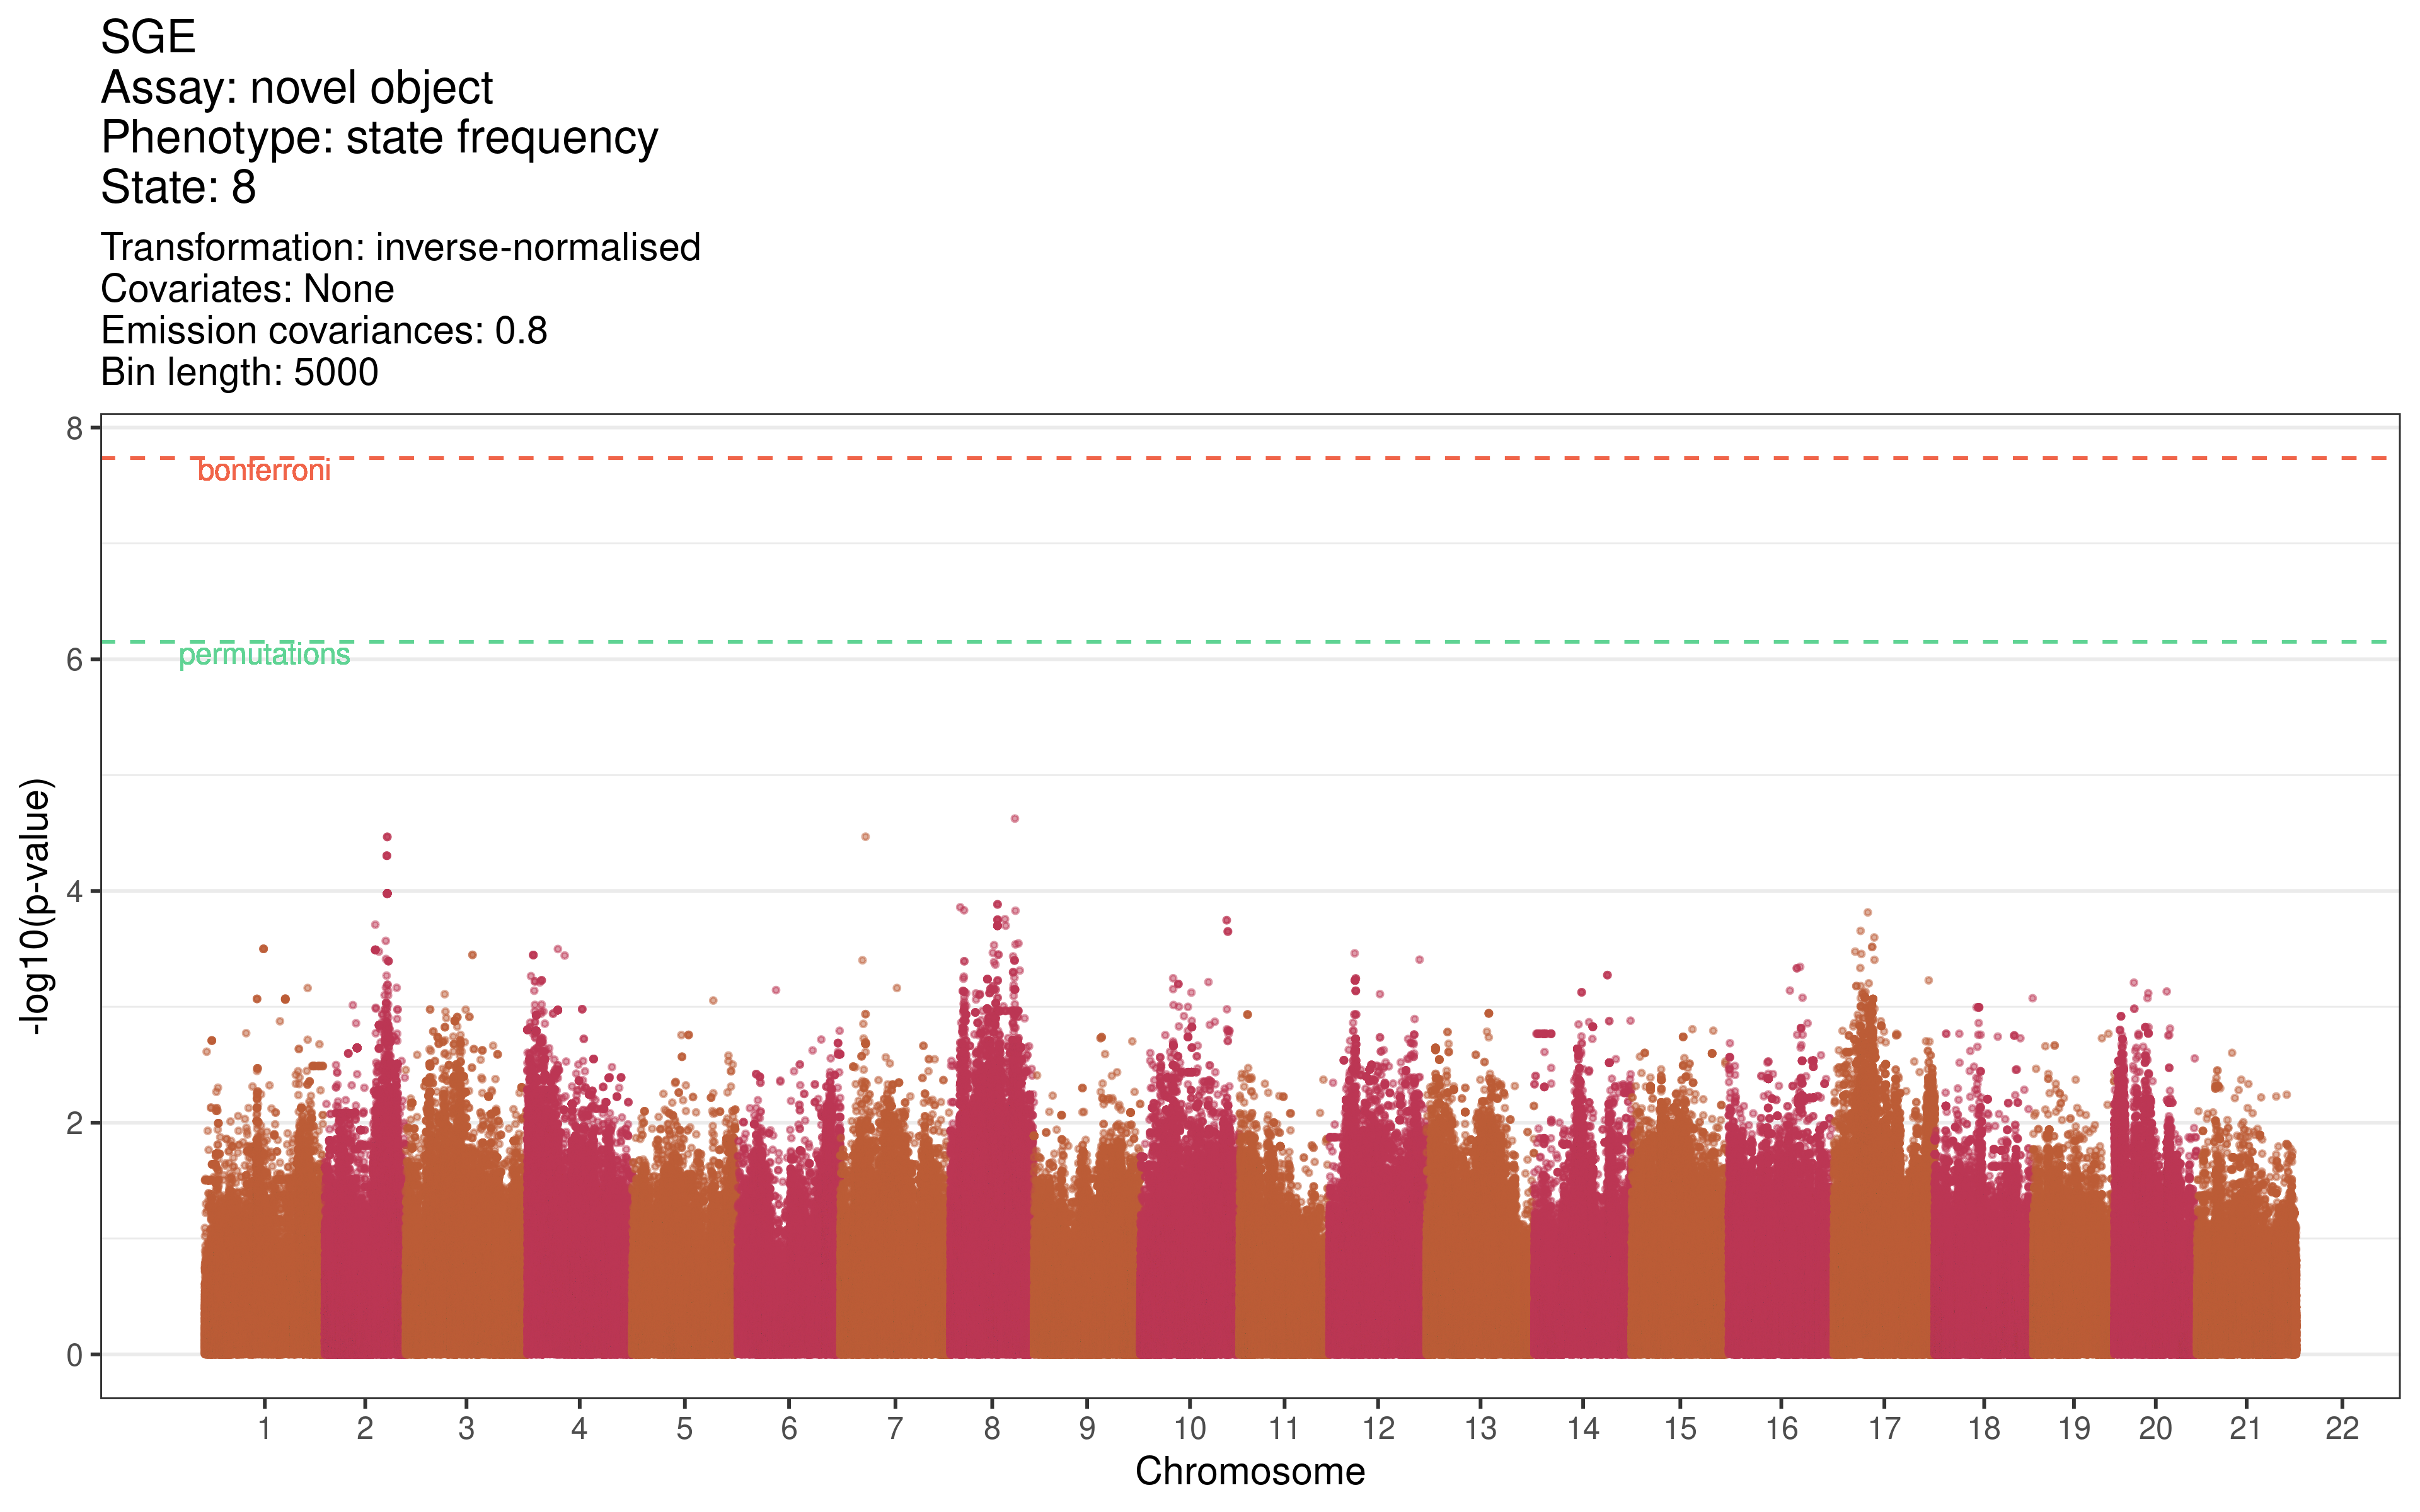 SGE
Assay: novel object
Phenotype: state frequency
State: 8
Transformation: inverse-normalised
Covariates: None
Emission covariances: 0.8
Bin length: 5000
8
bonferroni
6
permutations
4
2
0
-log10(p-value)
1 2 3 4 5 6 7 8 9 10 11 12 13 14 15 16 17 18 19 20 21 22
Chromosome